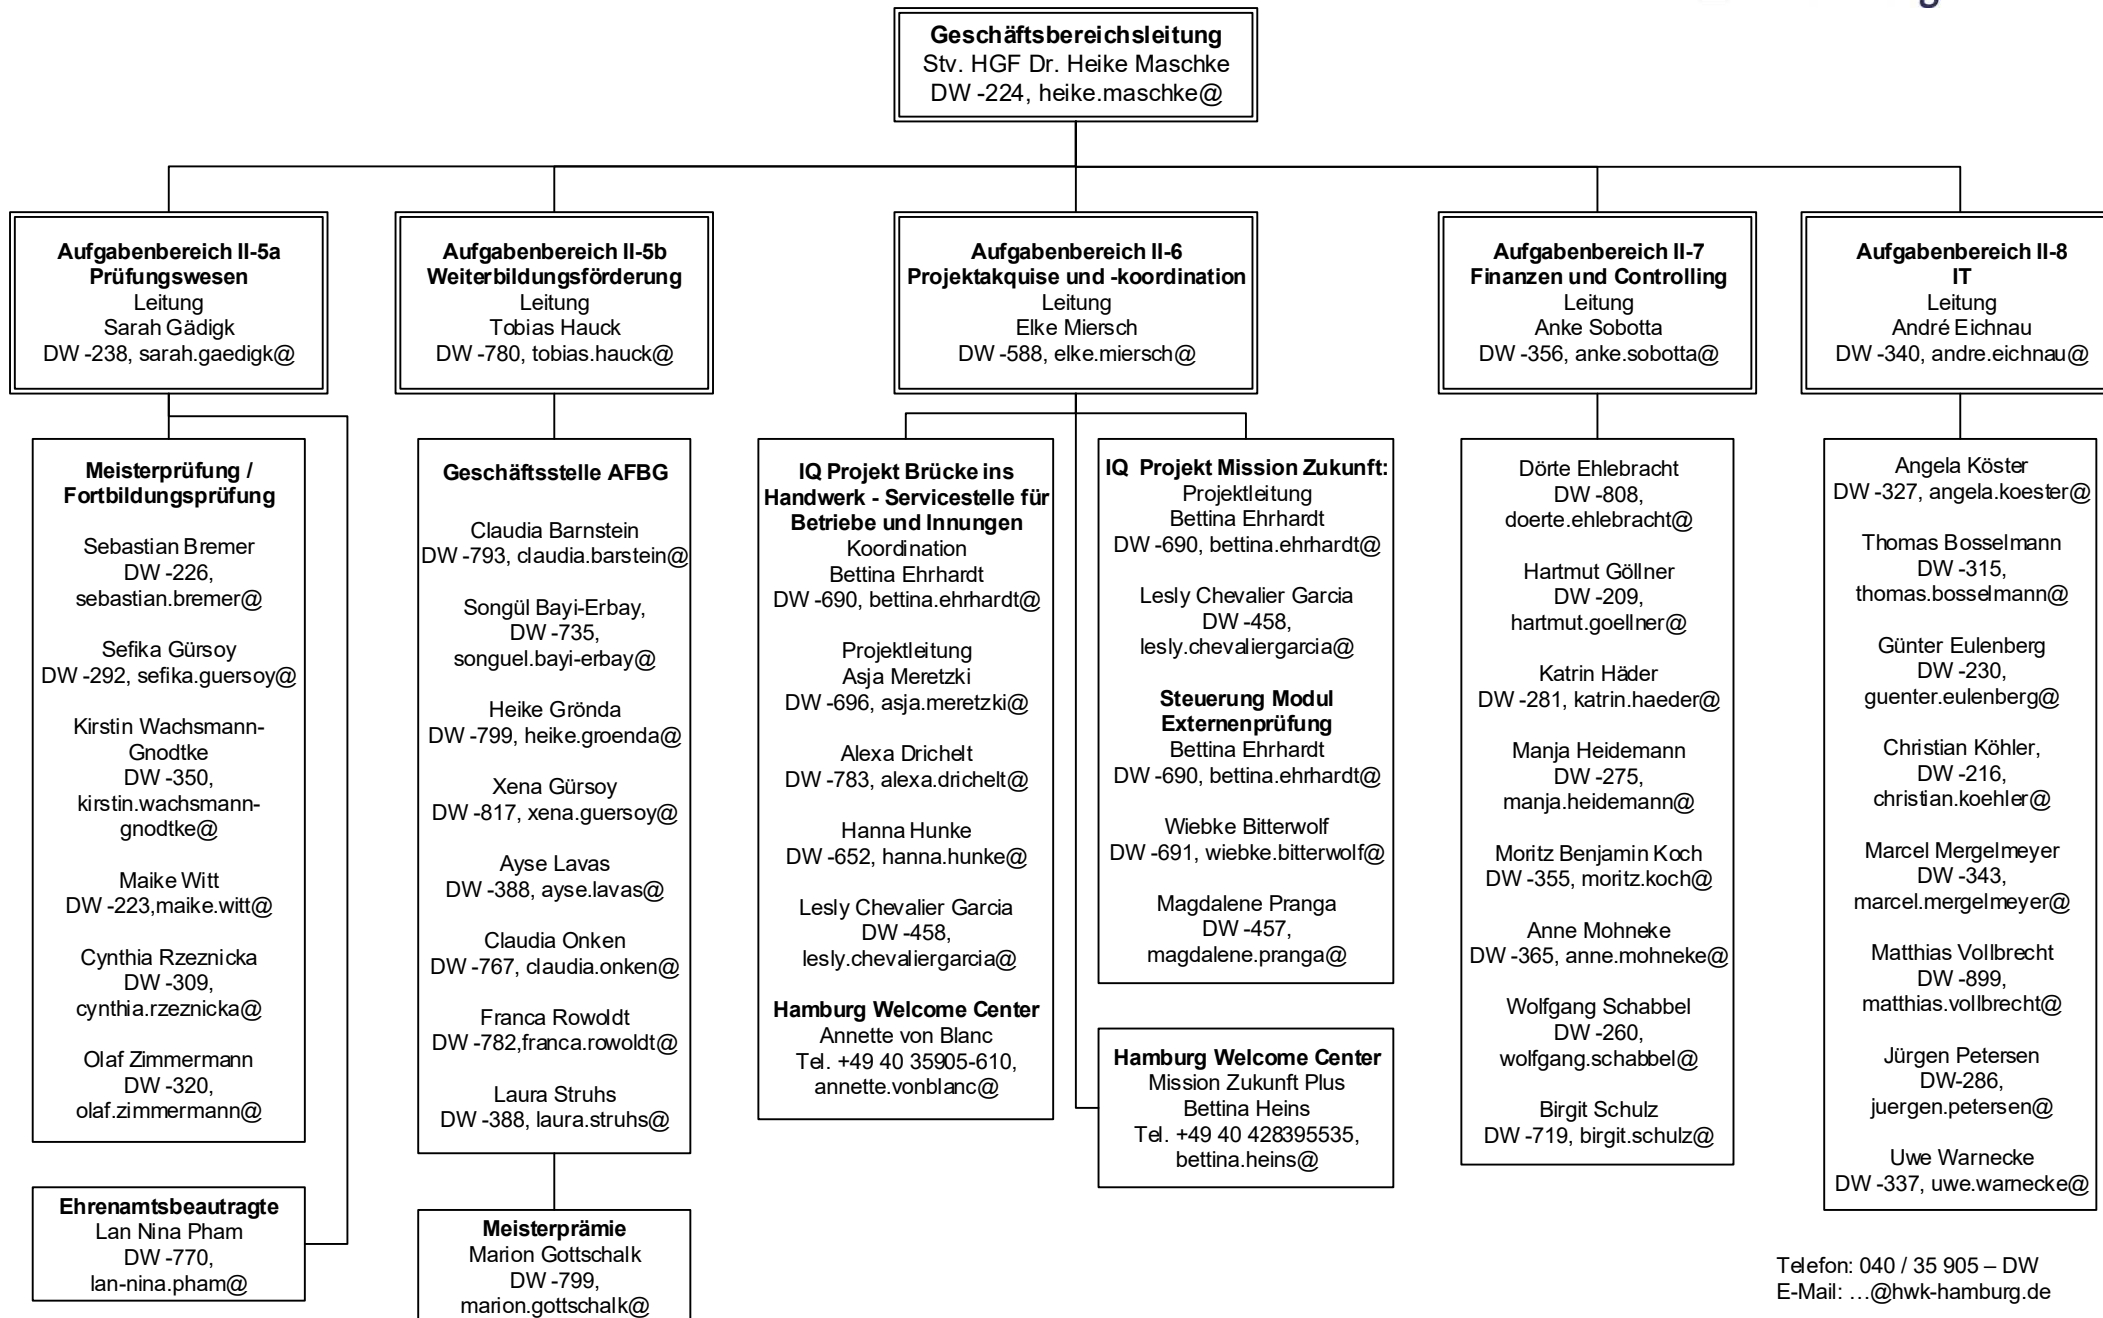 Geschäftsbereichsleitung
Stv. HGF Dr. Heike Maschke
DW -224, heike.maschke@
Aufgabenbereich II-5a
Prüfungswesen
Leitung
Sarah Gädigk
DW -238, sarah.gaedigk@
Aufgabenbereich II-5b
Weiterbildungsförderung
Leitung
Tobias Hauck
DW -780, tobias.hauck@
Aufgabenbereich II-6
Projektakquise und -koordination
Leitung
Elke Miersch
DW -588, elke.miersch@
Aufgabenbereich II-7
Finanzen und Controlling
Leitung
Anke Sobotta
DW -356, anke.sobotta@
Aufgabenbereich II-8
IT
Leitung
André Eichnau
DW -340, andre.eichnau@
Meisterprüfung /
Fortbildungsprüfung
Sebastian Bremer
DW -226,
sebastian.bremer@
Sefika Gürsoy
DW -292, sefika.guersoy@
Kirstin Wachsmann-
Gnodtke
DW -350,
kirstin.wachsmann-
gnodtke@
Maike Witt
DW -223,maike.witt@
Cynthia Rzeznicka
DW -309,
cynthia.rzeznicka@
Olaf Zimmermann
DW -320,
olaf.zimmermann@
Ehrenamtsbeautragte
Lan Nina Pham
DW -770,
lan-nina.pham@
Geschäftsstelle AFBG
Claudia Barnstein
DW -793, claudia.barstein@
Songül Bayi-Erbay,
DW -735,
songuel.bayi-erbay@
Heike Grönda
DW -799, heike.groenda@
Xena Gürsoy
DW -817, xena.guersoy@
Ayse Lavas
DW -388, ayse.lavas@
Claudia Onken
DW -767, claudia.onken@
Franca Rowoldt
DW -782,franca.rowoldt@
Laura Struhs
DW -388, laura.struhs@
Meisterprämie
Marion Gottschalk
DW -799,
marion.gottschalk@
IQ Projekt Brücke ins
Handwerk - Servicestelle für
Betriebe und Innungen
Koordination
Bettina Ehrhardt
DW -690, bettina.ehrhardt@
Projektleitung
Asja Meretzki
DW -696, asja.meretzki@
Alexa Drichelt
DW -783, alexa.drichelt@
Hanna Hunke
DW -652, hanna.hunke@
Lesly Chevalier Garcia
DW -458,
lesly.chevaliergarcia@
Hamburg Welcome Center
Annette von Blanc
Tel. +49 40 35905-610,
annette.vonblanc@
IQ Projekt Mission Zukunft:
Projektleitung
Bettina Ehrhardt
DW -690, bettina.ehrhardt@
Lesly Chevalier Garcia
DW -458,
lesly.chevaliergarcia@
Steuerung Modul
Externenprüfung
Bettina Ehrhardt
DW -690, bettina.ehrhardt@
Wiebke Bitterwolf
DW -691, wiebke.bitterwolf@
Magdalene Pranga
DW -457,
magdalene.pranga@
Hamburg Welcome Center
Mission Zukunft Plus
Bettina Heins
Tel. +49 40 428395535,
bettina.heins@
Dörte Ehlebracht
DW -808,
doerte.ehlebracht@
Hartmut Göllner
DW -209,
hartmut.goellner@
Katrin Häder
DW -281, katrin.haeder@
Manja Heidemann
DW -275,
manja.heidemann@
Moritz Benjamin Koch
DW -355, moritz.koch@
Anne Mohneke
DW -365, anne.mohneke@
Wolfgang Schabbel
DW -260,
wolfgang.schabbel@
Birgit Schulz
DW -719, birgit.schulz@
Angela Köster
DW -327, angela.koester@
Thomas Bosselmann
DW -315,
thomas.bosselmann@
Günter Eulenberg
DW -230,
guenter.eulenberg@
Christian Köhler,
DW -216,
christian.koehler@
Marcel Mergelmeyer
DW -343,
marcel.mergelmeyer@
Matthias Vollbrecht
DW -899,
matthias.vollbrecht@
Jürgen Petersen
DW-286,
juergen.petersen@
Uwe Warnecke
DW -337, uwe.warnecke@
Telefon: 040 / 35 905 – DW
E-Mail: …@hwk-hamburg.de